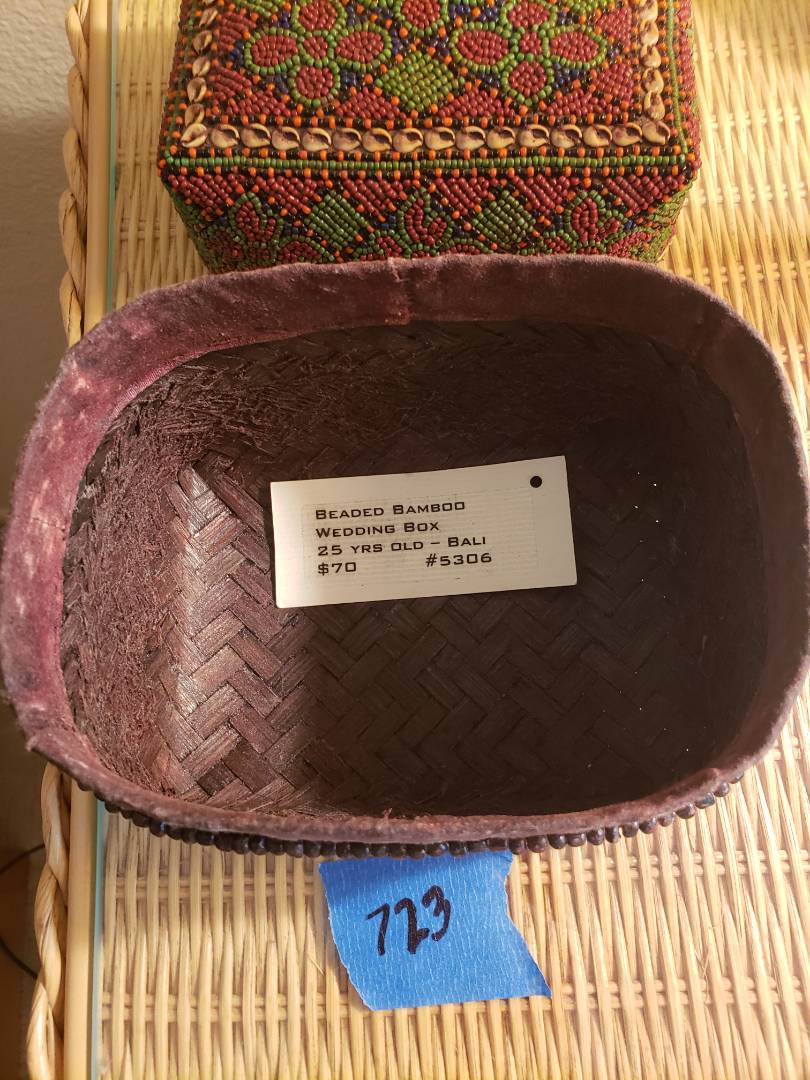 BEADED BAMBOO
WEDDING BOX
25 YRS OLD – BALI
$70 #5306
723